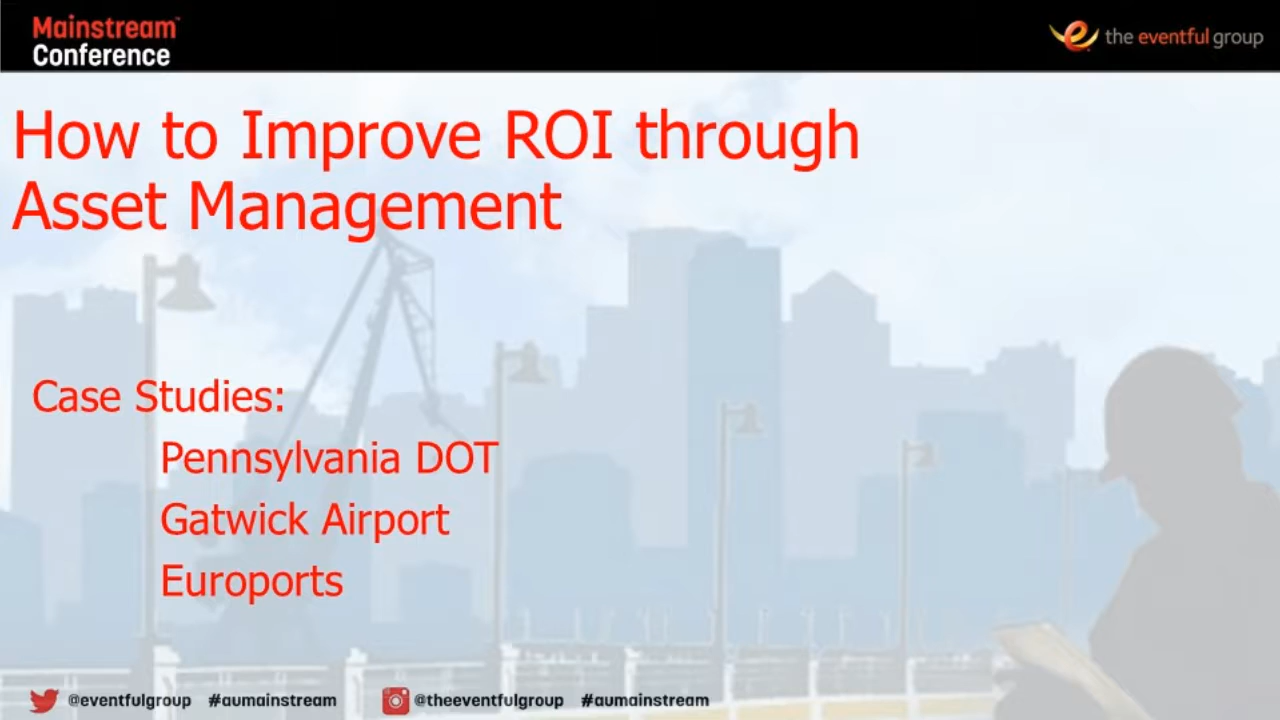 Mainstream™
Conference
the eventful group
How to Improve ROI through
Asset Management
Case Studies:
Pennsylvania DOT
Gatwick Airport
Euroports
@eventfulgroup #aumainstream @theeventfulgroup #aumainstream